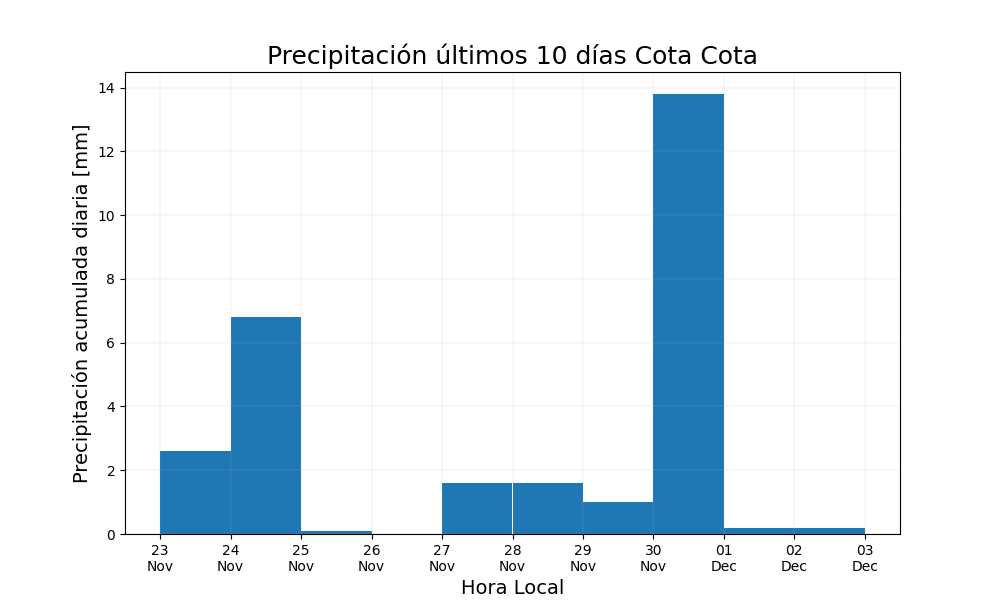 Precipitación últimos 10 días Cota Cota
Precipitación acumulada diaria [mm]
14
12
10
8
6
4
2
0
23 24 25 26 27 28 29 30 01 02 03
Nov Nov Nov Nov Nov Nov Nov Nov Dec Dec Dec
Hora Local